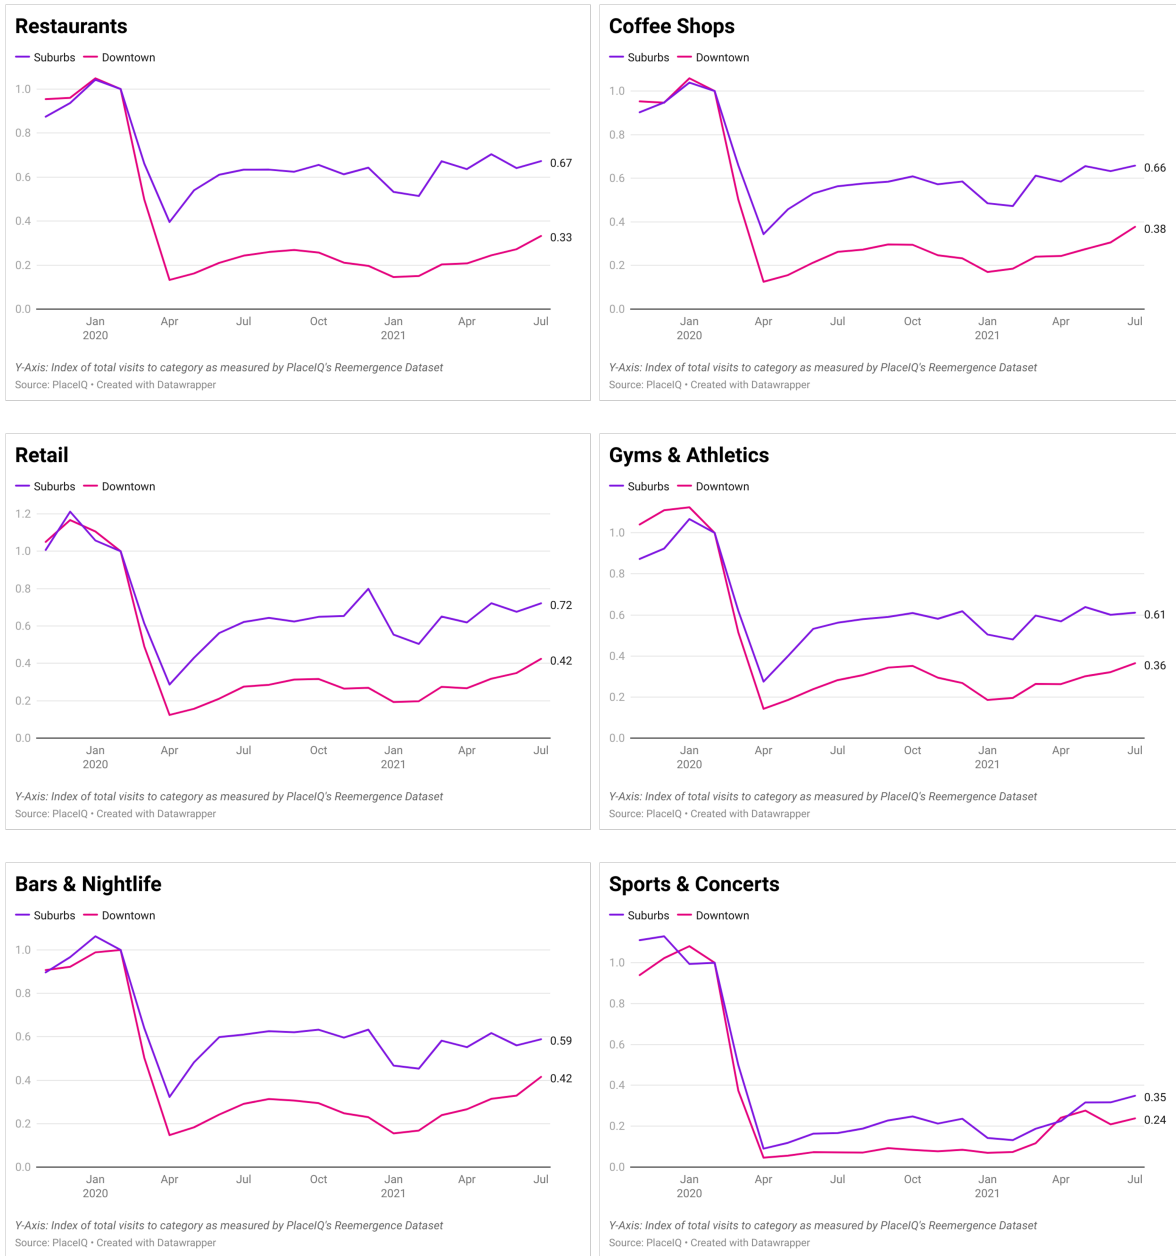 Restaurants
Suburbs Downtown
1.0
0.8
0.6
0.4
0.2
0.0
0.67
0.33
Jan Apr Jul Oct Jan Apr Jul
2020 2021
Y-Axis: Index of total visits to category as measured by PlaceIQ's Reemergence Dataset
Source: PlaceIQ • Created with Datawrapper
Coffee Shops
Suburbs Downtown
1.0
0.8
0.6
0.4
0.2
0.0
0.66
0.38
Jan Apr Jul Oct Jan Apr Jul
2020 2021
Y-Axis: Index of total visits to category as measured by PlaceIQ's Reemergence Dataset
Source: PlaceIQ • Created with Datawrapper
Retail
Suburbs Downtown
1.2
1.0
0.8
0.6
0.4
0.2
0.0
0.72
0.42
Jan Apr Jul Oct Jan Apr Jul
2020 2021
Y-Axis: Index of total visits to category as measured by PlaceIQ's Reemergence Dataset
Source: PlaceIQ • Created with Datawrapper
Gyms & Athletics
Suburbs Downtown
1.0
0.8
0.6
0.4
0.2
0.0
0.61
0.36
Jan Apr Jul Oct Jan Apr Jul
2020 2021
Y-Axis: Index of total visits to category as measured by PlaceIQ's Reemergence Dataset
Source: PlaceIQ • Created with Datawrapper
Bars & Nightlife
Suburbs Downtown
1.0
0.8
0.6
0.4
0.2
0.0
0.59
0.42
Jan Apr Jul Oct Jan Apr Jul
2020 2021
Y-Axis: Index of total visits to category as measured by PlaceIQ's Reemergence Dataset
Source: PlaceIQ • Created with Datawrapper
Sports & Concerts
Suburbs Downtown
1.0
0.8
0.6
0.4
0.2
0.0
0.35
0.24
Jan Apr Jul Oct Jan Apr Jul
2020 2021
Y-Axis: Index of total visits to category as measured by PlaceIQ's Reemergence Dataset
Source: PlaceIQ • Created with Datawrapper